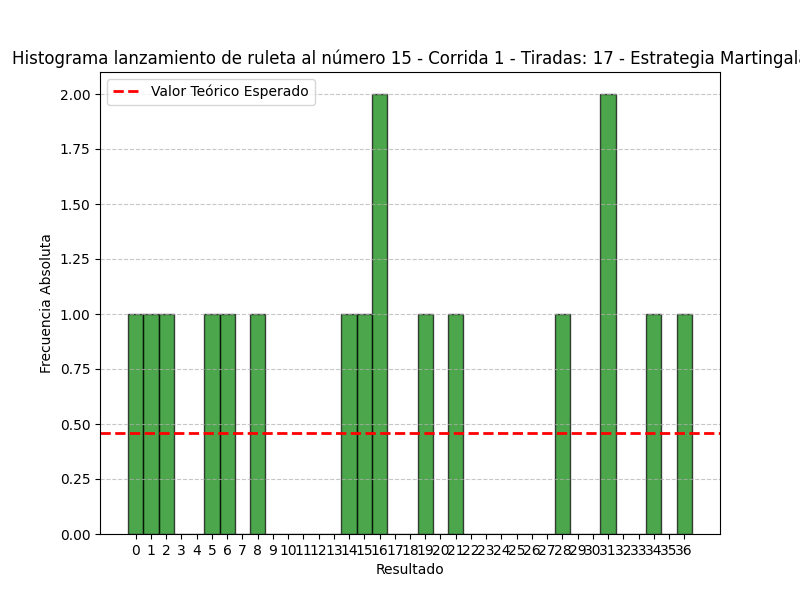 Histograma lanzamiento de ruleta al número 15 - Corrida 1 - Tiradas: 17 - Estrategia Martingala
Valor Teórico Esperado
2.00
1.75
1.50
1.25
1.00
0.75
0.50
0.25
0.00
Frecuencia Absoluta
0 1 2 3 4 5 6 7 8 9 10 11 12 13 14 15 16 17 18 19 20 21 22 23 24 25 26 27 28 29 30 31 32 33 34 35 36
Resultado